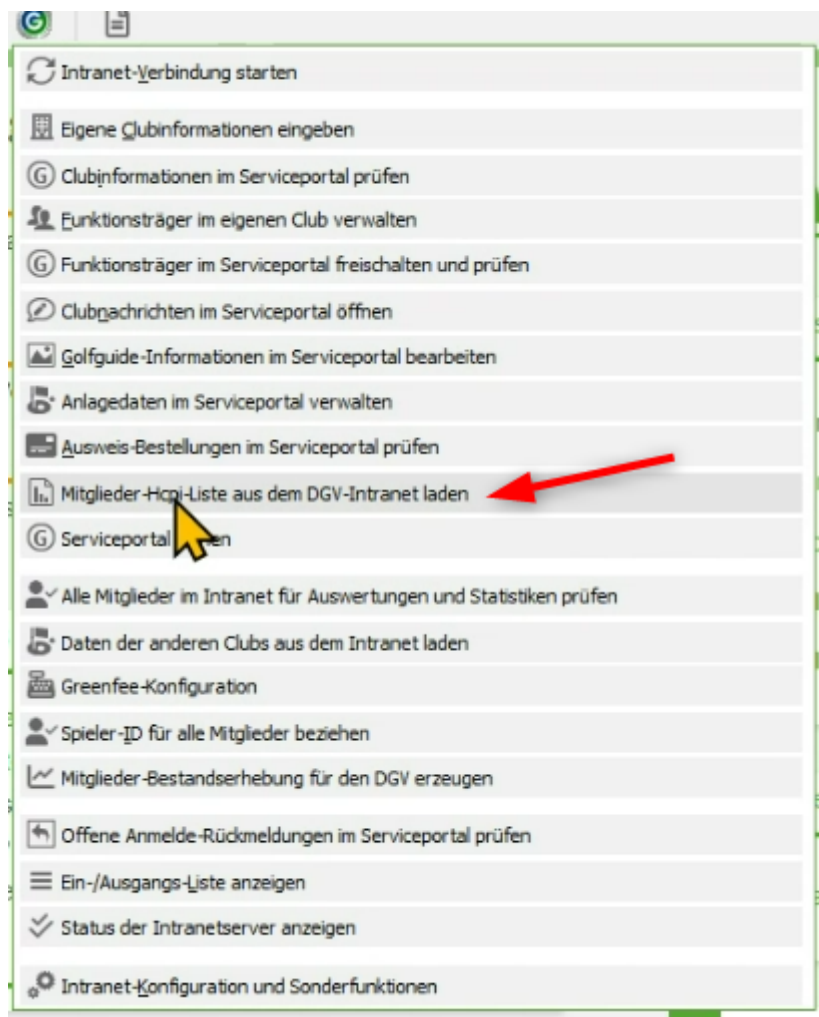 Intranet-Verbindung starten
Eigene Clubinformationen eingeben
Clubinformationen im Serviceportal prüfen
Funktionsträger im eigenen Club verwalten
Funktionsträger im Serviceportal freischalten und prüfen
Clubnachrichten im Serviceportal öffnen
Golfguide-Informationen im Serviceportal bearbeiten
Anlagedaten im Serviceportal verwalten
Ausweis-Bestellungen im Serviceportal prüfen
Mitglieder-Hcpi-Liste aus dem DGV-Intranet laden
Serviceportal
Alle Mitglieder im Intranet für Auswertungen und Statistiken prüfen
Daten der anderen Clubs aus dem Intranet laden
Greenfee-Konfiguration
Spieler-ID für alle Mitglieder beziehen
Mitglieder-Bestandserhebung für den DGV erzeugen
Offene Anmelde-Rückmeldungen im Serviceportal prüfen
Ein-/Ausgangs-Liste anzeigen
Status der Intranetserver anzeigen
Intranet-Konfiguration und Sonderfunktionen